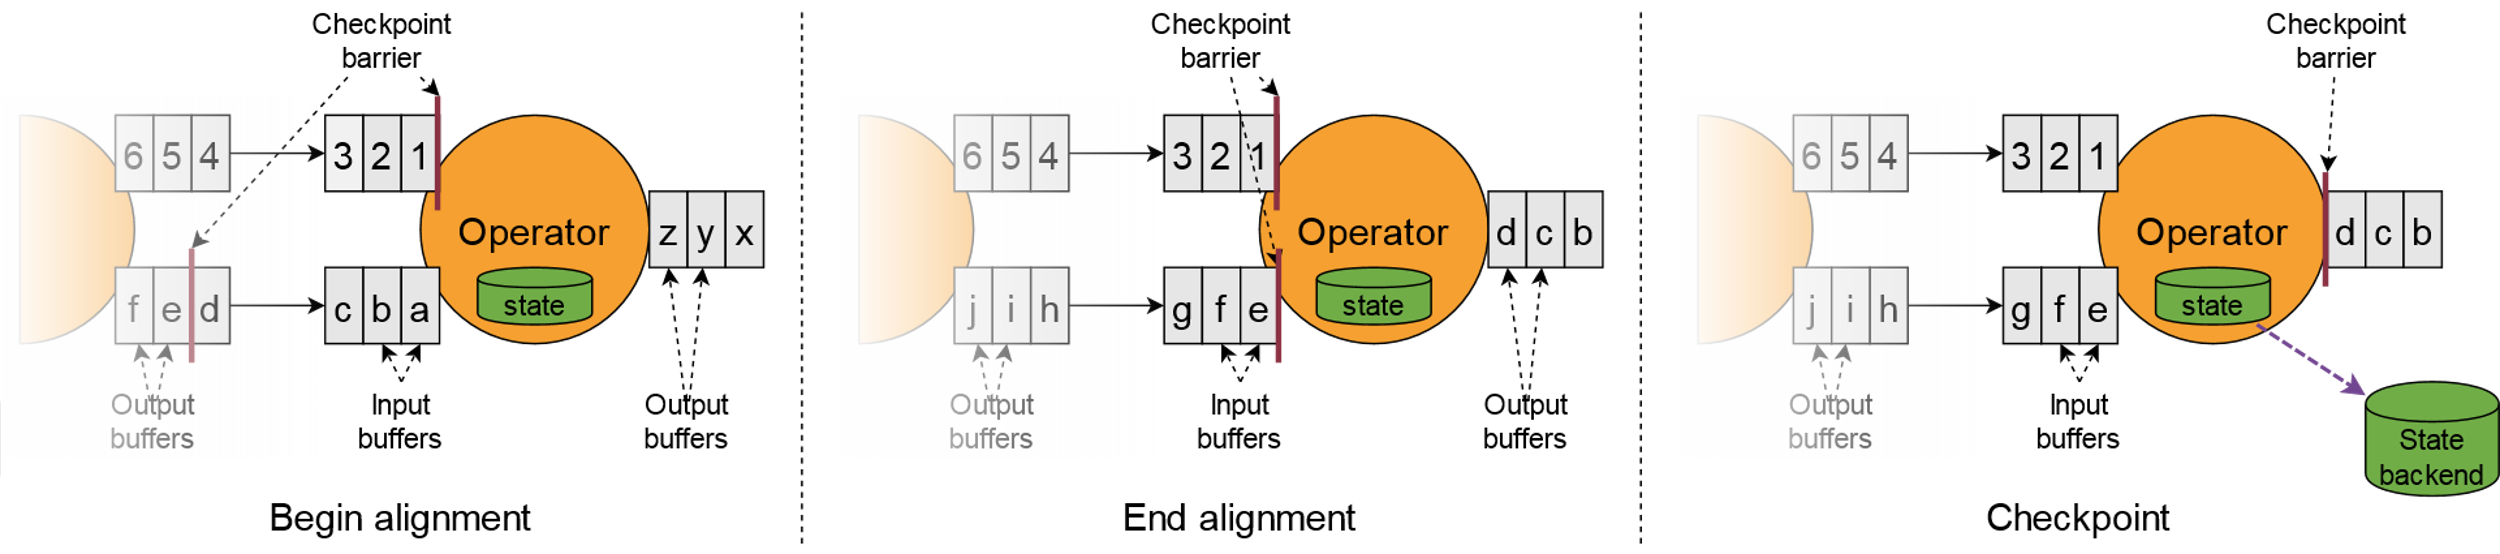 Checkpoint
barrier
6 5 4
3 2 1
Operator
z y x
state
f e d
c b a
Output
buffers
Input
buffers
Output
buffers
Begin alignment
Checkpoint
barrier
6 5 4
3 2 1
Operator
d c b
state
j i h
g f e
Output
buffers
Input
buffers
Output
buffers
End alignment
Checkpoint
barrier
6 5 4
3 2 1
Operator
d c b
state
j i h
g f e
Output
buffers
Input
buffers
State
backend
Checkpoint